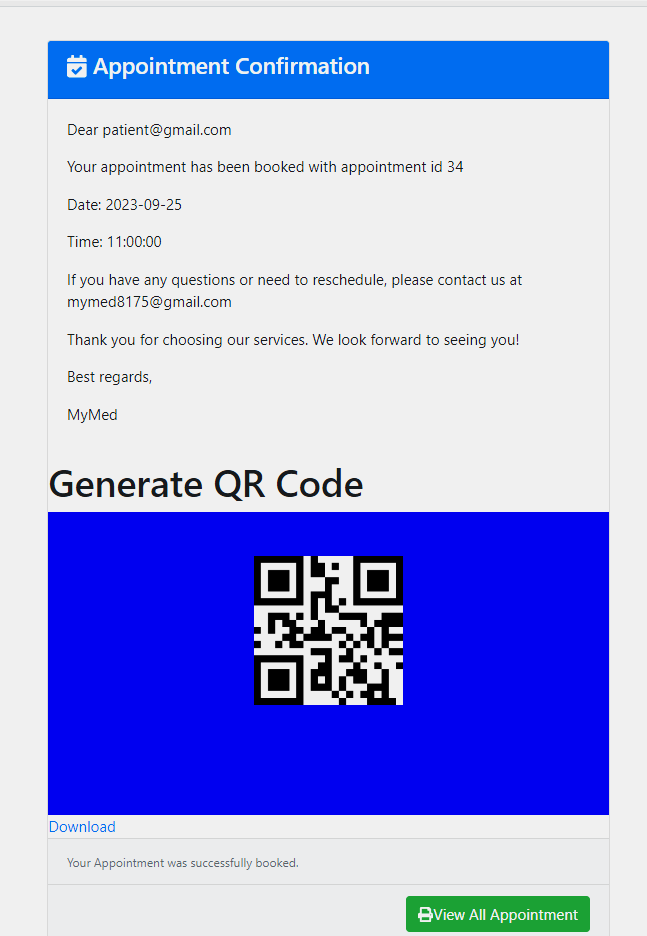 Appointment Confirmation
Dear patient@gmail.com
Your appointment has been booked with appointment id 34
Date: 2023-09-25
Time: 11:00:00
If you have any questions or need to reschedule, please contact us at
mymed8175@gmail.com
Thank you for choosing our services. We look forward to seeing you!
Best regards,
MyMed
Generate QR Code
Download
Your Appointment was successfully booked.
View All Appointment